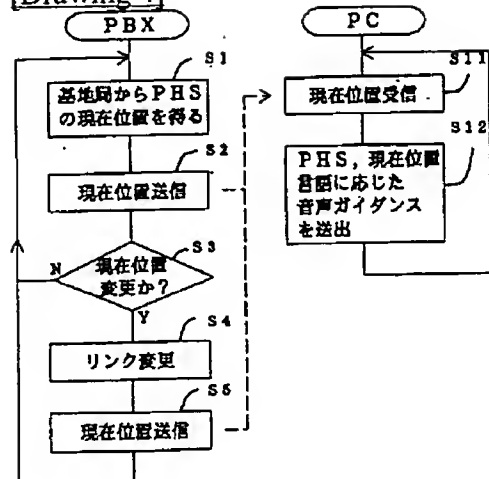 PBX
S1
基地局からPHS
の現在位置を得る
S2
現在位置送信
S3
現在位置
変更か?
N
Y
S4
リンク変更
S5
現在位置送信
PC
S11
現在位置受信
S12
PHS,現在位置
言語に応じた
音声ガイダンス
を送出